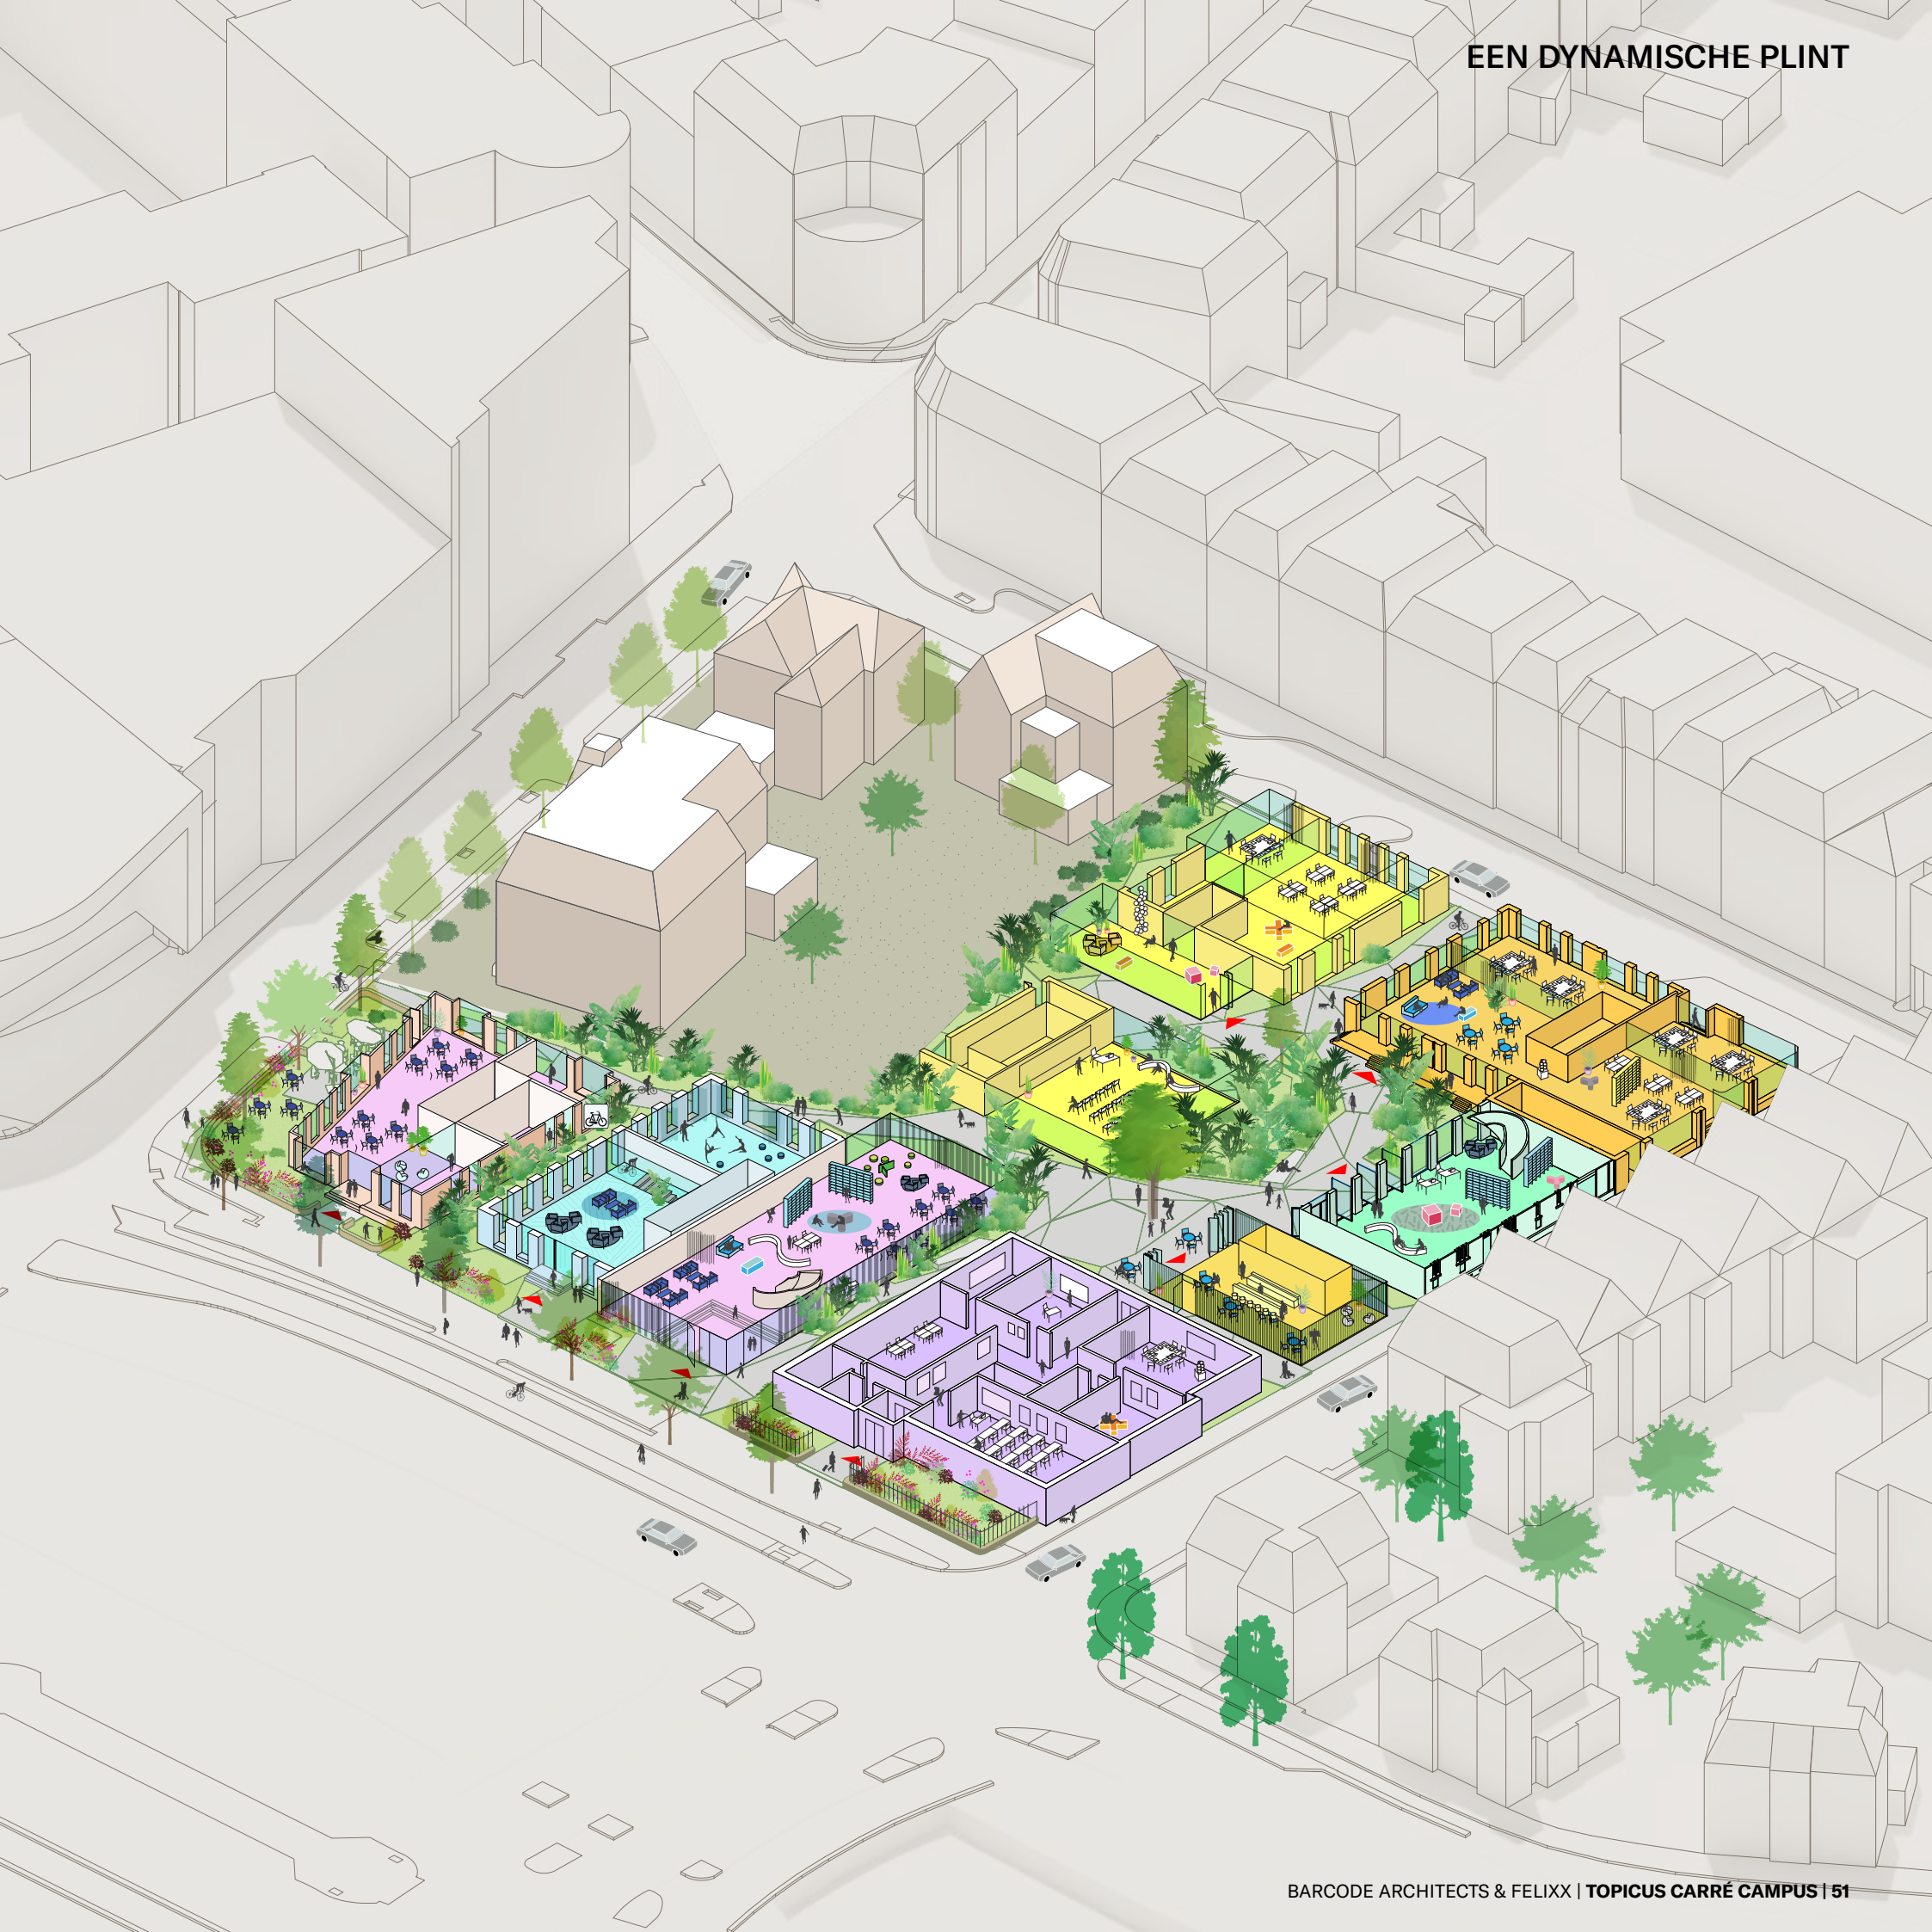 EEN DYNAMISCHE PLINT
BARCODE ARCHITECTS & FELIXX | TOPICUS CARRÉ CAMPUS | 51